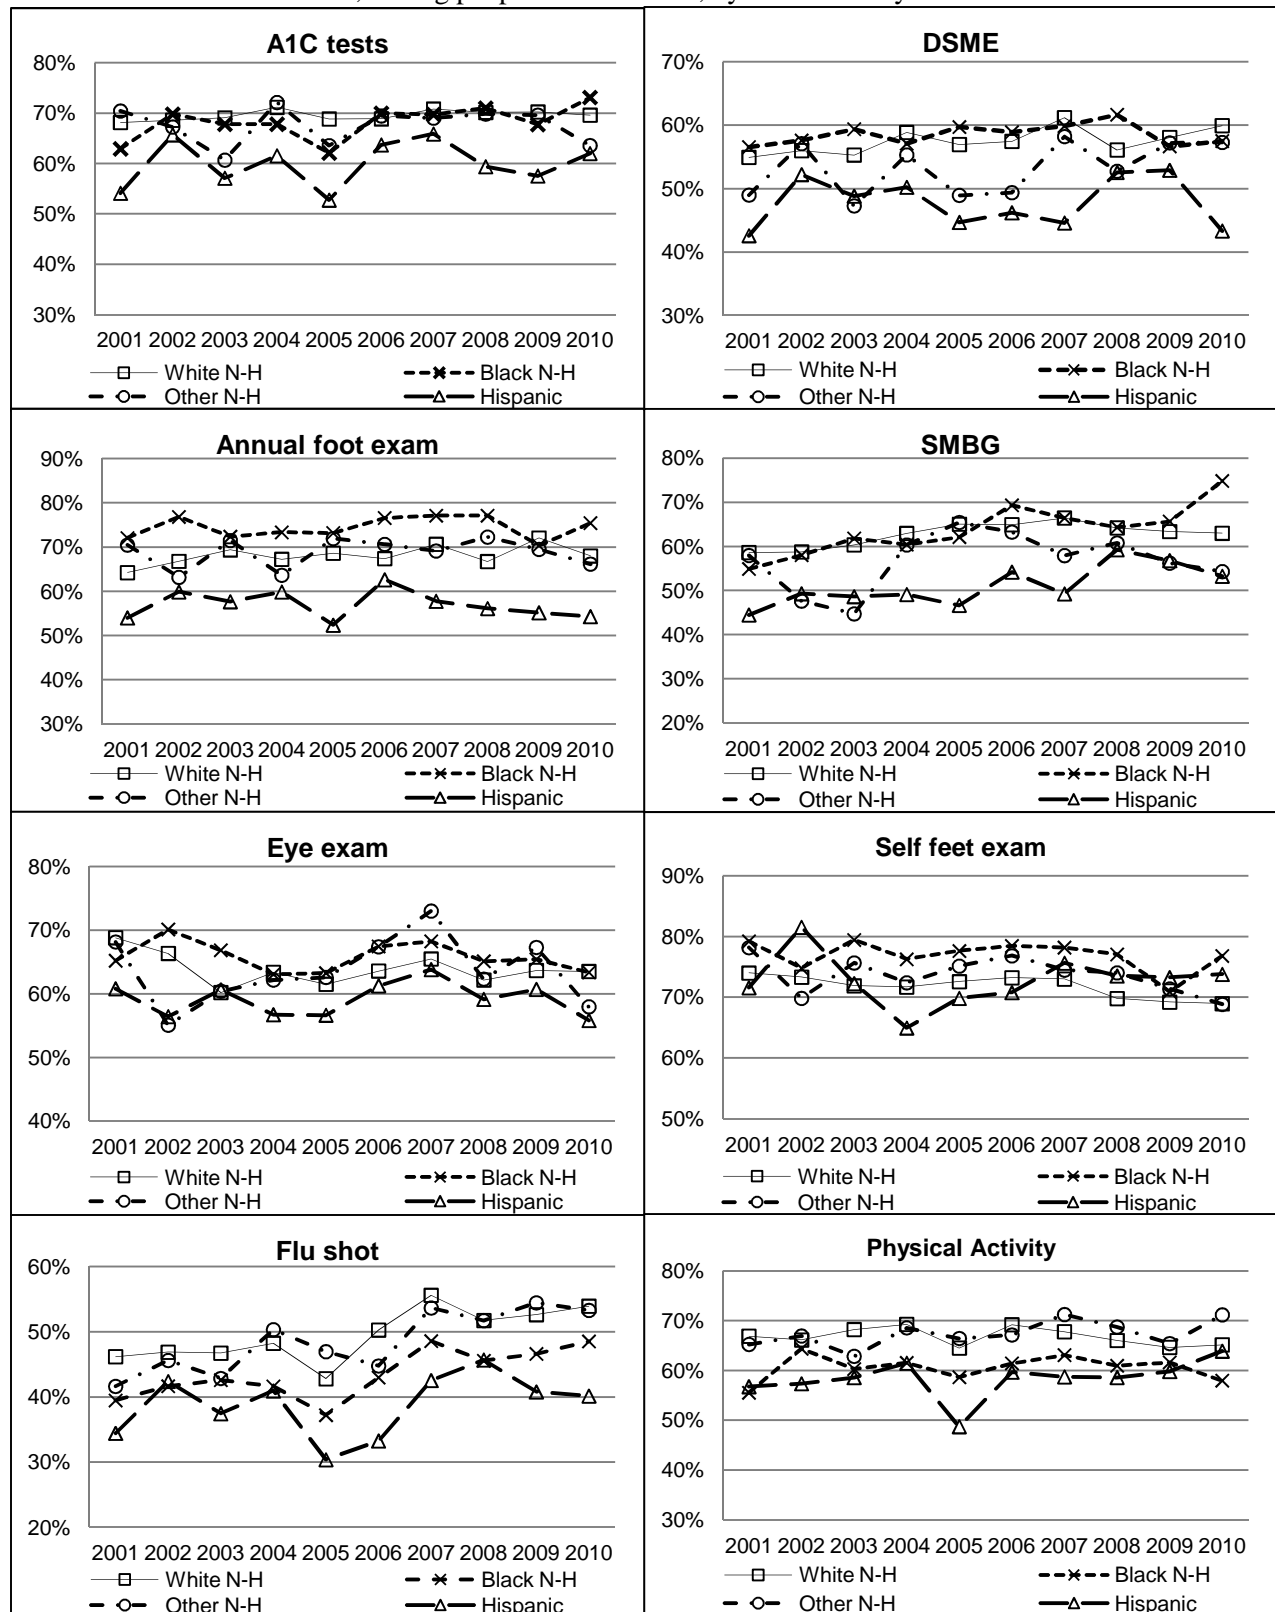 A1C tests
80%
70%
60%
50%
40%
30%
2001 2002 2003 2004 2005 2006 2007 2008 2009 2010
White N-H Black N-H
Other N-H Hispanic
DSME
70%
60%
50%
40%
30%
2001 2002 2003 2004 2005 2006 2007 2008 2009 2010
White N-H Black N-H
Other N-H Hispanic
Annual foot exam
90%
80%
70%
60%
50%
40%
30%
2001 2002 2003 2004 2005 2006 2007 2008 2009 2010
White N-H Black N-H
Other N-H Hispanic
SMBG
80%
70%
60%
50%
40%
30%
20%
2001 2002 2003 2004 2005 2006 2007 2008 2009 2010
White N-H Black N-H
Other N-H Hispanic
Eye exam
80%
70%
60%
50%
40%
2001 2002 2003 2004 2005 2006 2007 2008 2009 2010
White N-H Black N-H
Other N-H Hispanic
Self feet exam
90%
80%
70%
60%
50%
2001 2002 2003 2004 2005 2006 2007 2008 2009 2010
White N-H Black N-H
Other N-H Hispanic
Flu shot
60%
50%
40%
30%
20%
2001 2002 2003 2004 2005 2006 2007 2008 2009 2010
White N-H Black N-H
Other N-H Hispanic
Physical Activity
80%
70%
60%
50%
40%
30%
2001 2002 2003 2004 2005 2006 2007 2008 2009 2010
White N-H Black N-H
Other N-H Hispanic